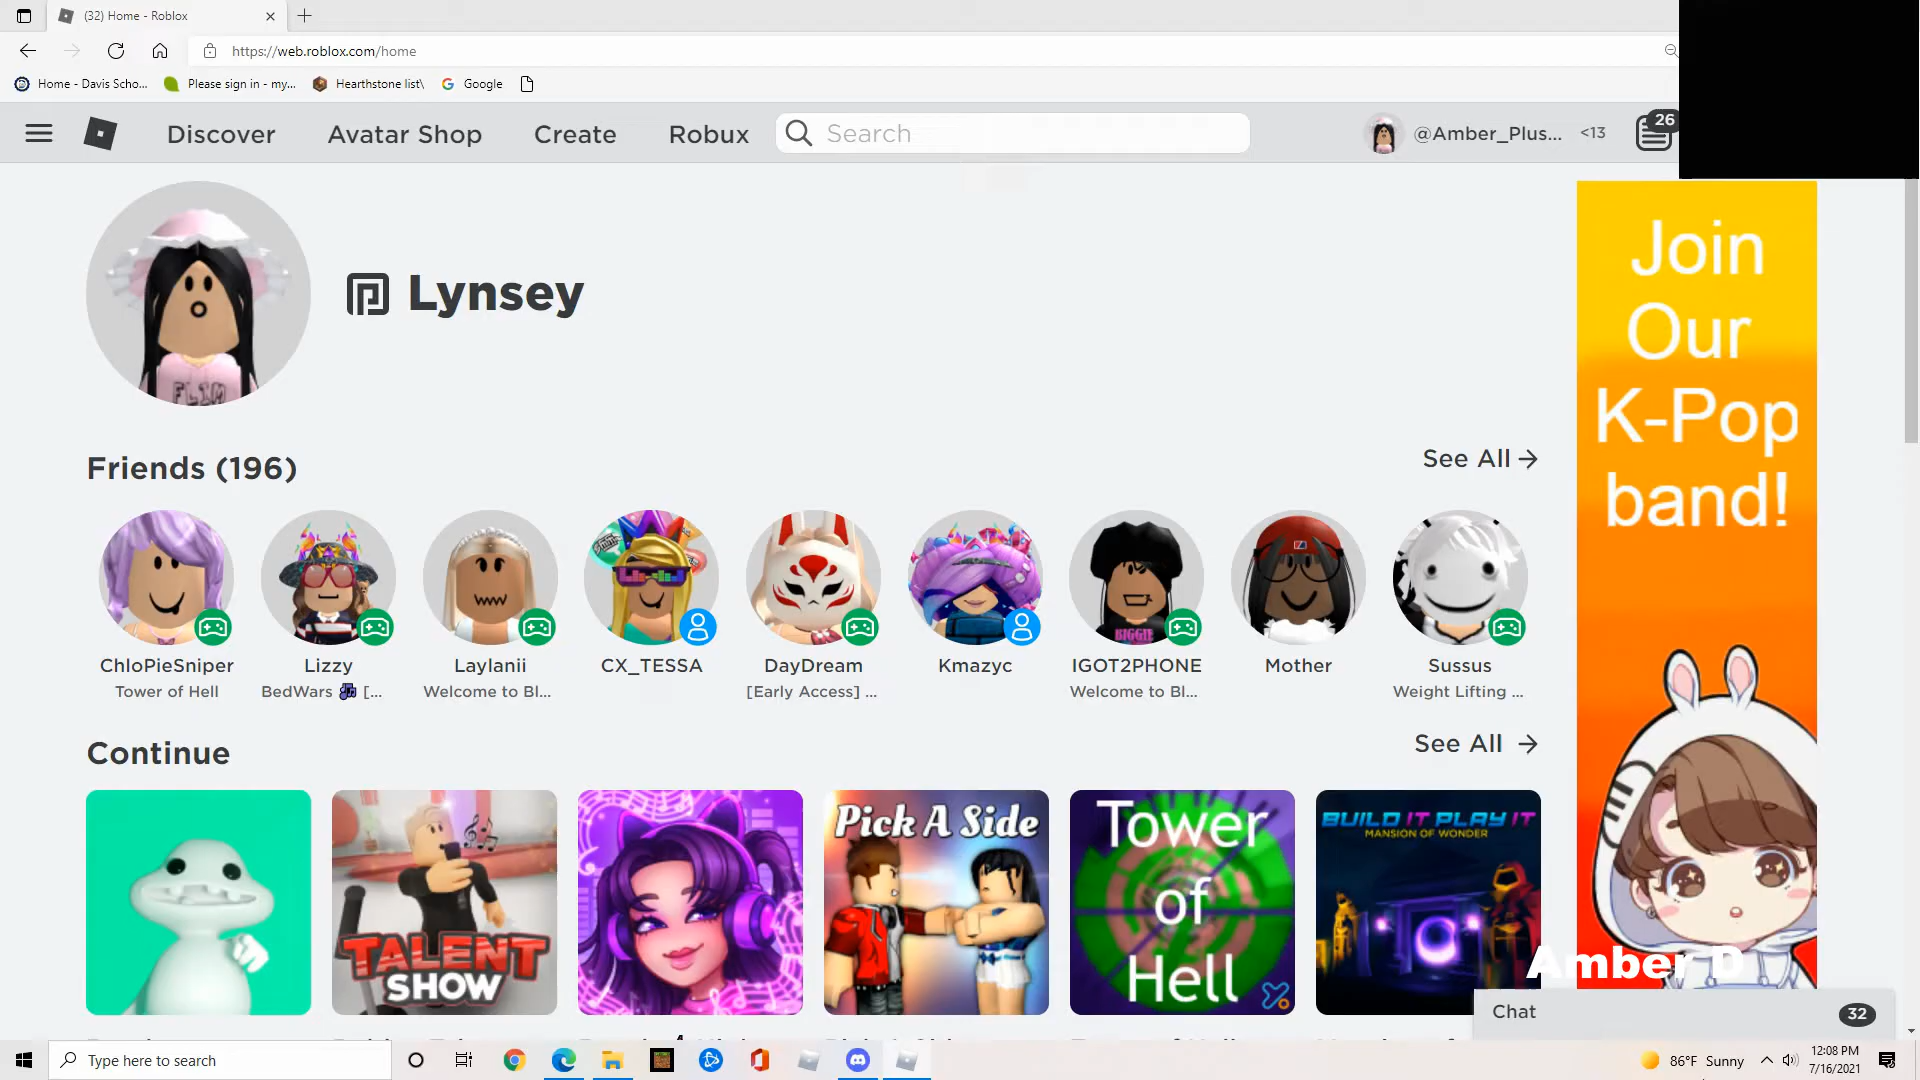 (32) Home - Roblox
https://web.roblox.com/home
Home - Davis Scho...
Please sign in - my...
Hearthstone list\
Google
Discover
Avatar Shop
Create
Robux
Search
@Amber_Plus...
<13
26
Lynsey
FLIM
Join
Our
K-Pop
band!
Friends (196)
See All
ChloPieSniper
Lizzy
Laylanii
CX_TESSA
DayDream
Kmazyc
BIGGIE
IGOT2PHONE
Mother
Sussus
Tower of Hell
BedWars [...
Welcome to Bl...
[Early Access] ...
Welcome to Bl...
Weight Lifting ...
Continue
See All
TALENT
SHOW
Pick A Side
Tower
of
Hell
BUILD IT PLAY IT
MANSION OF WONDER
Amber D
Chat
32
Type here to search
86°F Sunny
12:08 PM
7/16/2021